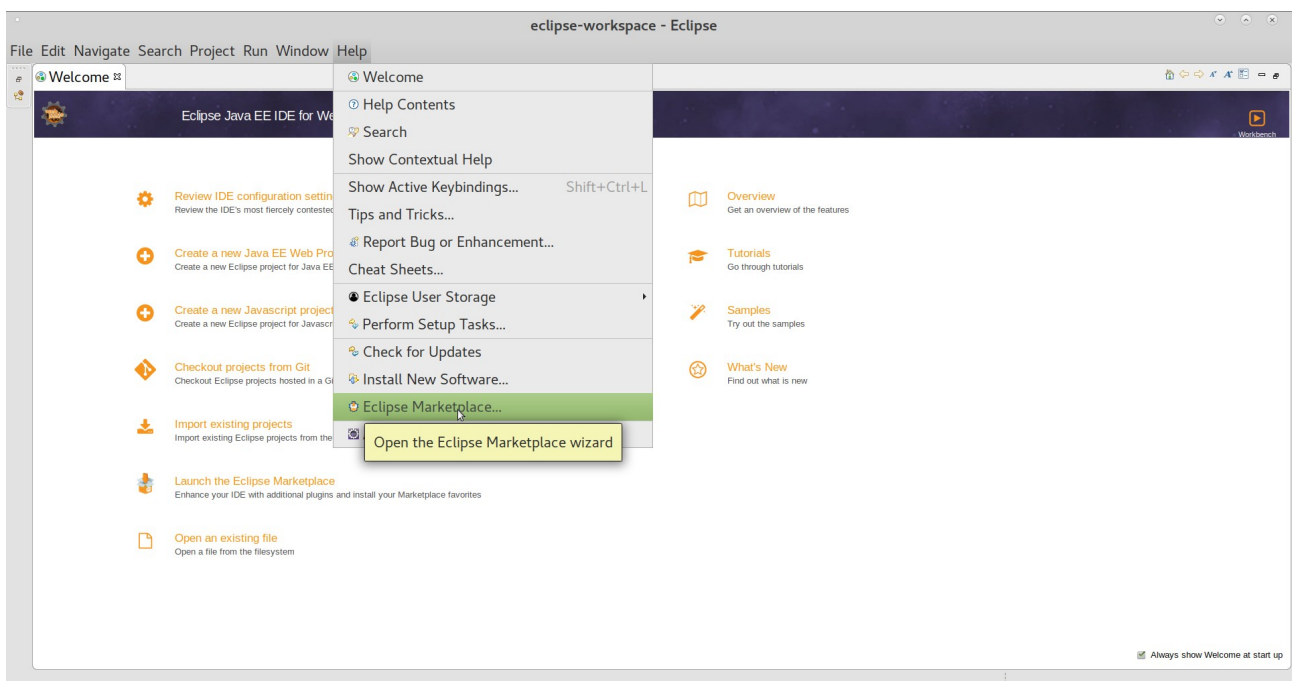 eclipse-workspace - Eclipse
File Edit Navigate Search Project Run Window Help
Welcome
Eclipse Java EE IDE for We
Workbench
Welcome
Help Contents
Search
Show Contextual Help
Show Active Keybindings... Shift+Ctrl+L
Tips and Tricks...
Report Bug or Enhancement...
Cheat Sheets...
Eclipse User Storage
Perform Setup Tasks...
Check for Updates
Install New Software...
Eclipse Marketplace...
Open the Eclipse Marketplace wizard
Review IDE configuration settin
Review the IDE's most fiercely contested
Create a new Java EE Web Pro
Create a new Eclipse project for Java EE
Create a new Javascript project
Create a new Eclipse project for Javascr
Checkout projects from Git
Checkout Eclipse projects hosted in a Gi
Import existing projects
Import existing Eclipse projects from the
Launch the Eclipse Marketplace
Enhance your IDE with additional plugins and install your Marketplace favorites
Open an existing file
Open a file from the filesystem
Overview
Get an overview of the features
Tutorials
Go through tutorials
Samples
Try out the samples
What's New
Find out what is new
Always show Welcome at start up